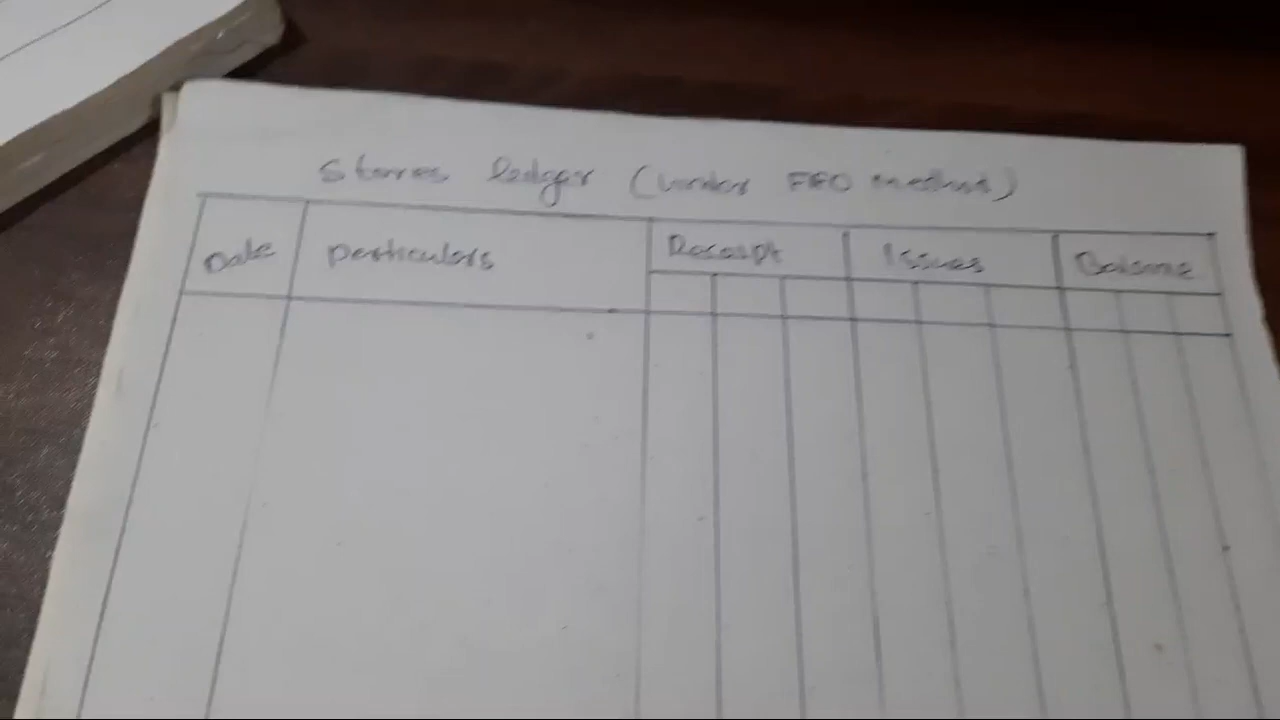 Stores ledger (Under FIFO method)
Date Particulars Receipt Issues Balance